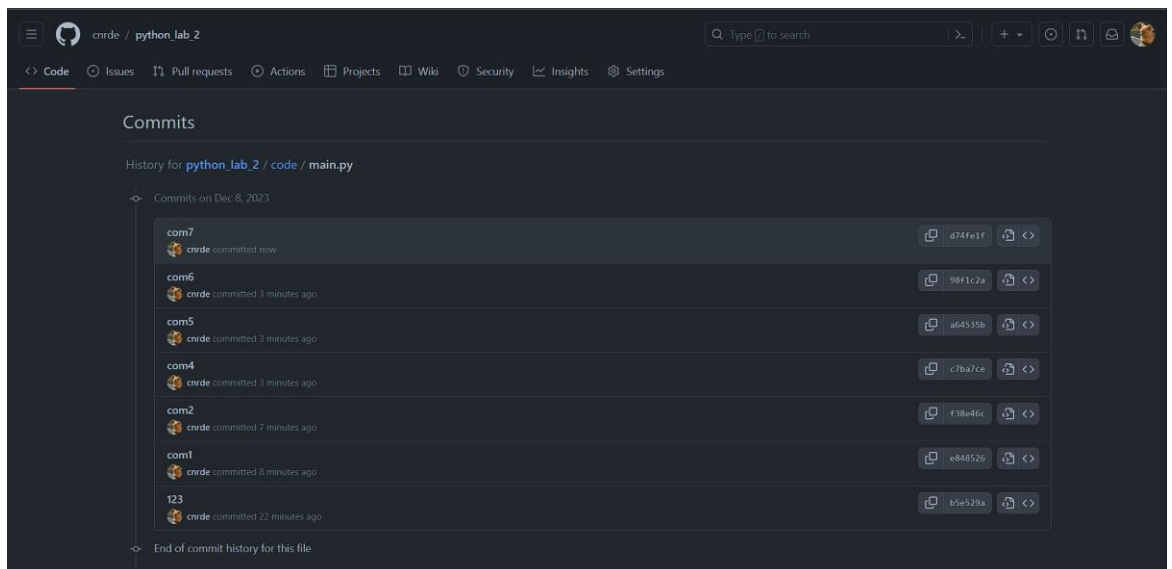 cnrde / python_lab_2
Type / to search
Code Issues Pull requests Actions Projects Wiki Security Insights Settings
Commits
History for python_lab_2 / code / main.py
Commits on Dec 8, 2023
com7
cnrde committed now
d74fe1f
com6
cnrde committed 3 minutes ago
98f1c2a
com5
cnrde committed 3 minutes ago
a64535b
com4
cnrde committed 3 minutes ago
c7ba7ce
com2
cnrde committed 7 minutes ago
f38e46c
com1
cnrde committed 8 minutes ago
e848526
123
cnrde committed 22 minutes ago
b5e529a
End of commit history for this file